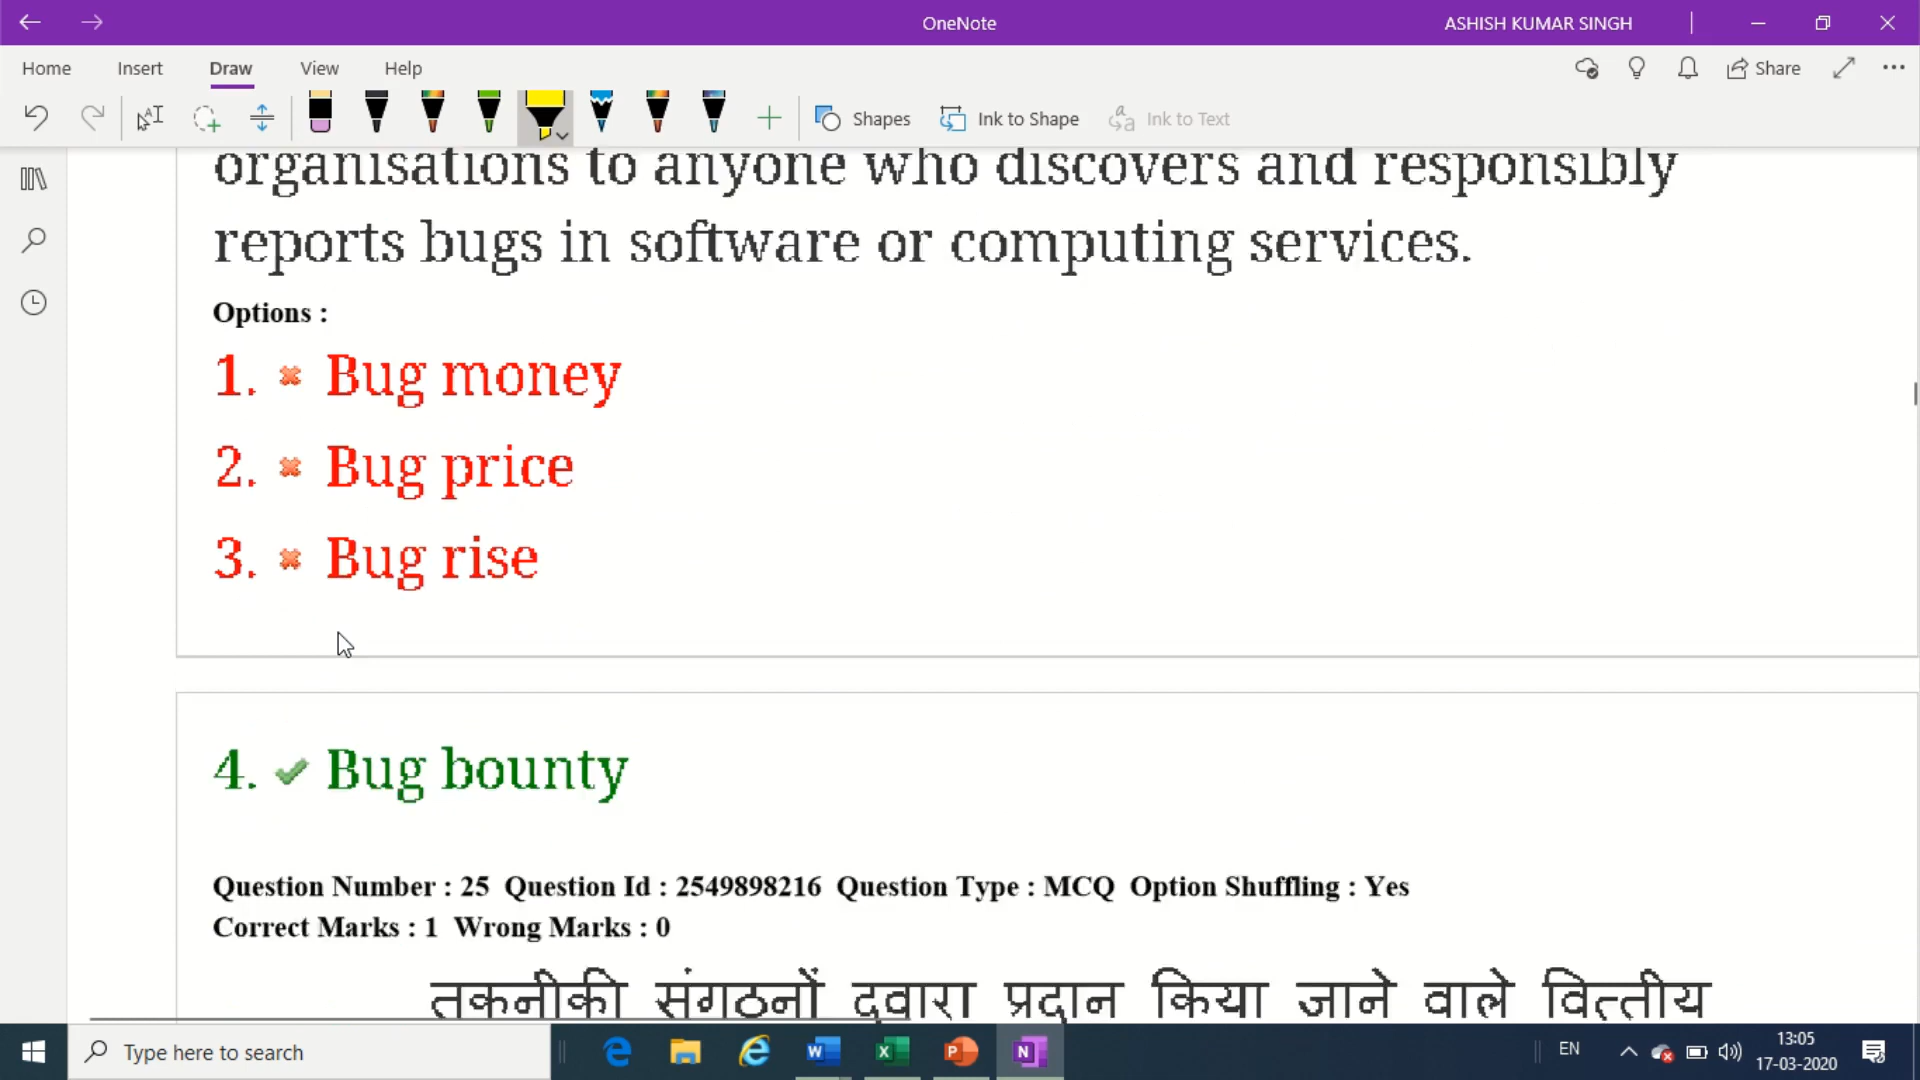 OneNote
ASHISH KUMAR SINGH
Home Insert Draw View Help
Share
Shapes Ink to Shape Ink to Text
organisations to anyone who discovers and responsibly
reports bugs in software or computing services.
Options :
1. Bug money
2. Bug price
3. Bug rise
4. Bug bounty
Question Number : 25 Question Id : 2549898216 Question Type : MCQ Option Shuffling : Yes
Correct Marks : 1 Wrong Marks : 0
तकनीकी संगठनों द्वारा प्रदान किया जाने वाले वित्तीय
Type here to search
EN
13:05
17-03-2020